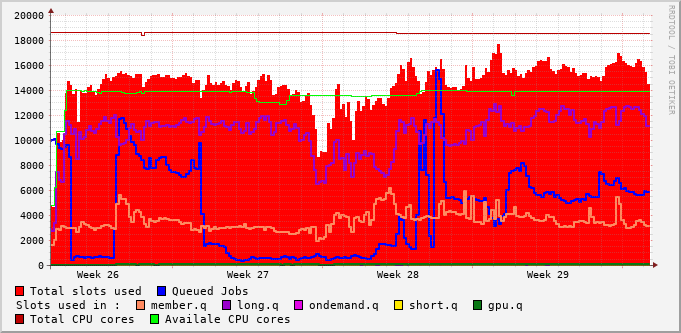 RRDTOOL / TOBI OETIKER
20000
18000
16000
14000
12000
10000
8000
6000
4000
2000
0
Week 26 Week 27 Week 28 Week 29
Total slots used Queued Jobs
Slots used in : member.q long.q ondemand.q short.q gpu.q
Total CPU cores Availale CPU cores